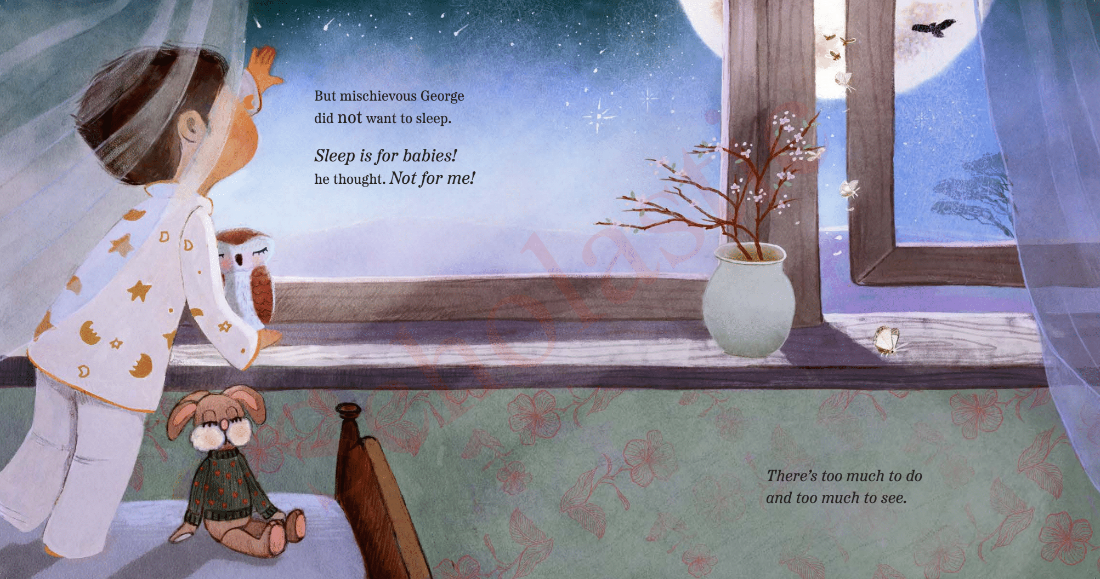 But mischievous George
did not want to sleep.
Sleep is for babies!
he thought. Not for me!
There's too much to do
and too much to see.